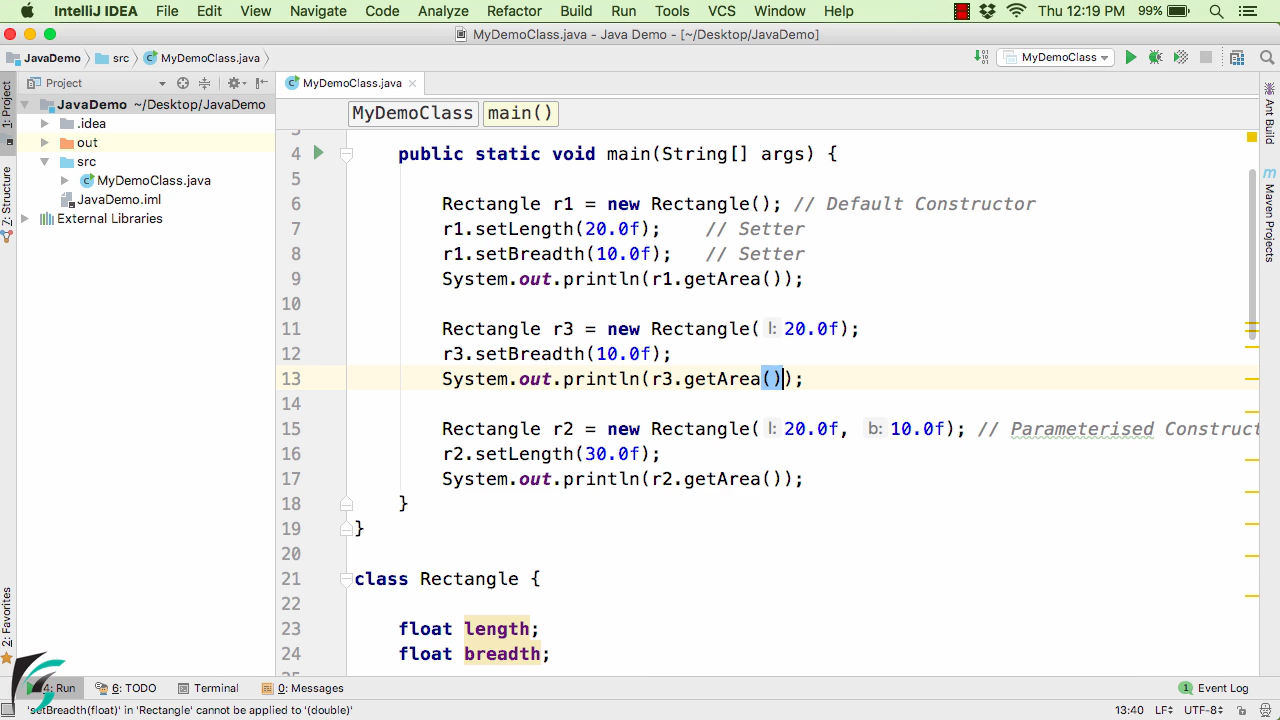 IntelliJ IDEA File Edit View Navigate Code Analyze Refactor Build Run Tools VCS Window Help Thu 12:19 PM 99%
MyDemoClass.java - Java Demo - [~/Desktop/JavaDemo]
JavaDemo src MyDemoClass.java MyDemoClass
Project MyDemoClass.java
1: Project
Z: Structure
2: Favorites
JavaDemo ~/Desktop/JavaDemo
.idea
out
src
MyDemoClass.java
JavaDemo.iml
External Libraries
MyDemoClass main()
4 public static void main(String[] args) {
5
6 Rectangle r1 = new Rectangle(); // Default Constructor
7 r1.setLength(20.0f); // Setter
8 r1.setBreadth(10.0f); // Setter
9 System.out.println(r1.getArea());
10
11 Rectangle r3 = new Rectangle( l: 20.0f);
12 r3.setBreadth(10.0f);
13 System.out.println(r3.getArea());
14
15 Rectangle r2 = new Rectangle( l: 20.0f, b: 10.0f); // Parameterised Construct
16 r2.setLength(30.0f);
17 System.out.println(r2.getArea());
18 }
19 }
20
21 class Rectangle {
22
23 float length;
24 float breadth;
Ant Build
m Maven Projects
4: Run 6: TODO Terminal 0: Messages 1 Event Log
'setBreadth(float)' in 'Rectangle' cannot be applied to '(double)' 13:40 LF UTF-8